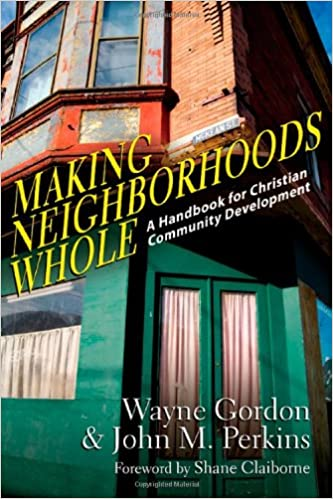 MAKING
NEIGHBORHOODS
WHOLE
A Handbook for Christian
Community Development
Wayne Gordon
& John M. Perkins
Foreword by Shane Claiborne